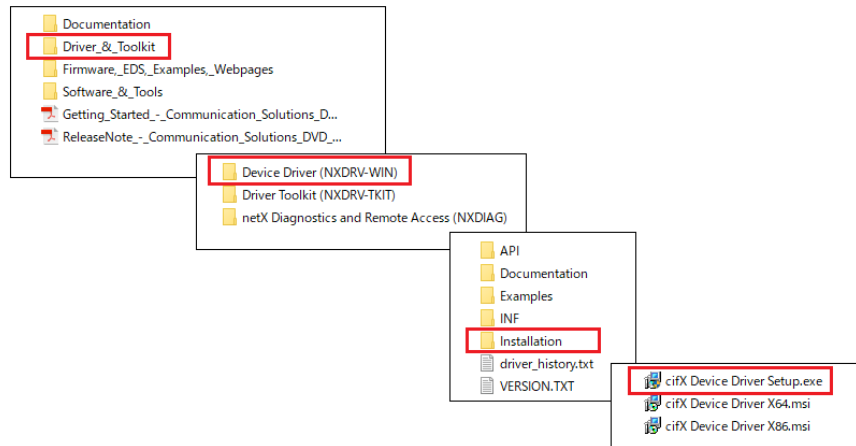 Documentation
Driver_&_Toolkit
Firmware,_EDS,_Examples,_Webpages
Software_&_Tools
Getting_Started_-_Communication_Solutions_D...
ReleaseNote_-_Communication_Solutions_DVD_...
Device Driver (NXDRV-WIN)
Driver Toolkit (NXDRV-TKIT)
netX Diagnostics and Remote Access (NXDIAG)
API
Documentation
Examples
INF
Installation
driver_history.txt
VERSION.TXT
cifX Device Driver Setup.exe
cifX Device Driver X64.msi
cifX Device Driver X86.msi